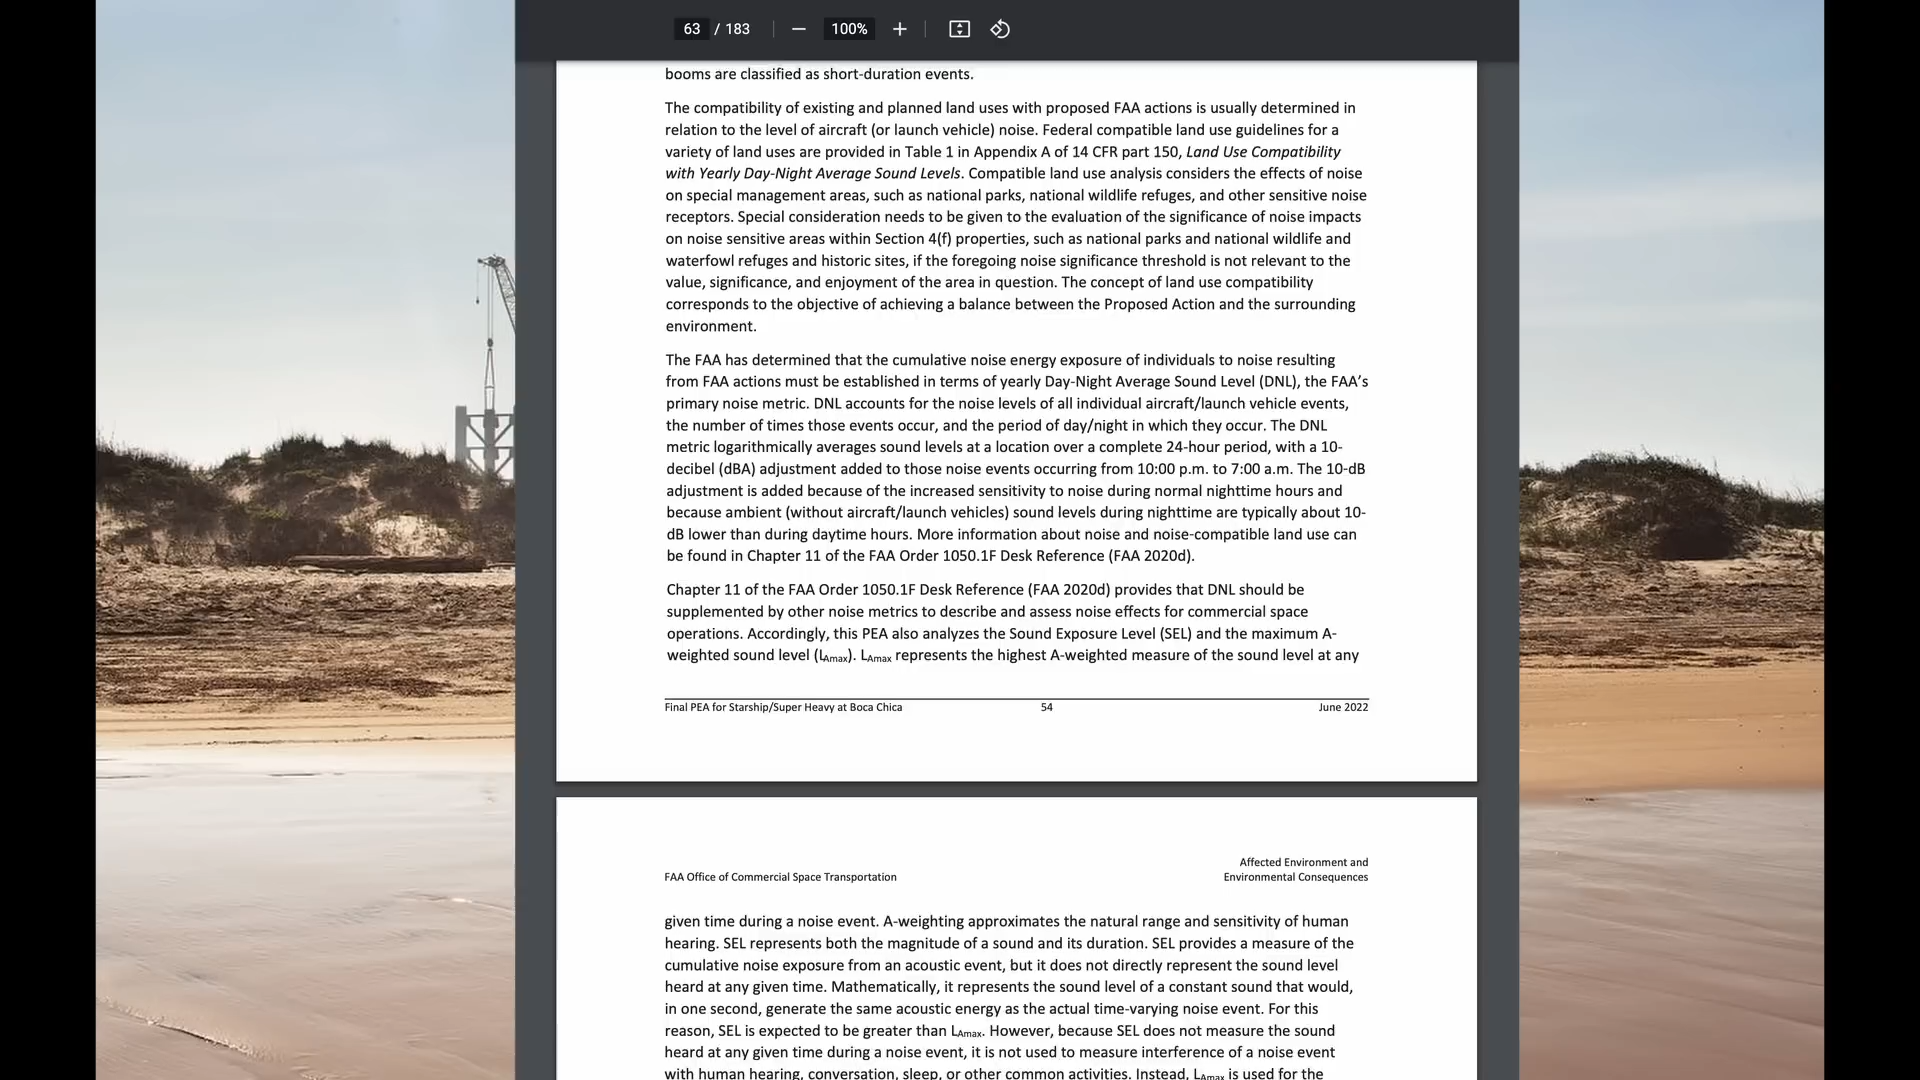 63 / 183
100%
booms are classified as short-duration events.
The compatibility of existing and planned land uses with proposed FAA actions is usually determined in
relation to the level of aircraft (or launch vehicle) noise. Federal compatible land use guidelines for a
variety of land uses are provided in Table 1 in Appendix A of 14 CFR part 150, Land Use Compatibility
with Yearly Day-Night Average Sound Levels. Compatible land use analysis considers the effects of noise
on special management areas, such as national parks, national wildlife refuges, and other sensitive noise
receptors. Special consideration needs to be given to the evaluation of the significance of noise impacts
on noise sensitive areas within Section 4(f) properties, such as national parks and national wildlife and
waterfowl refuges and historic sites, if the foregoing noise significance threshold is not relevant to the
value, significance, and enjoyment of the area in question. The concept of land use compatibility
corresponds to the objective of achieving a balance between the Proposed Action and the surrounding
environment.
The FAA has determined that the cumulative noise energy exposure of individuals to noise resulting
from FAA actions must be established in terms of yearly Day-Night Average Sound Level (DNL), the FAA’s
primary noise metric. DNL accounts for the noise levels of all individual aircraft/launch vehicle events,
the number of times those events occur, and the period of day/night in which they occur. The DNL
metric logarithmically averages sound levels at a location over a complete 24-hour period, with a 10-
decibel (dBA) adjustment added to those noise events occurring from 10:00 p.m. to 7:00 a.m. The 10-dB
adjustment is added because of the increased sensitivity to noise during normal nighttime hours and
because ambient (without aircraft/launch vehicles) sound levels during nighttime are typically about 10-
dB lower than during daytime hours. More information about noise and noise-compatible land use can
be found in Chapter 11 of the FAA Order 1050.1F Desk Reference (FAA 2020d).
Chapter 11 of the FAA Order 1050.1F Desk Reference (FAA 2020d) provides that DNL should be
supplemented by other noise metrics to describe and assess noise effects for commercial space
operations. Accordingly, this PEA also analyzes the Sound Exposure Level (SEL) and the maximum A-
weighted sound level (LAmax). LAmax represents the highest A-weighted measure of the sound level at any
Final PEA for Starship/Super Heavy at Boca Chica 54 June 2022
Affected Environment and
FAA Office of Commercial Space Transportation Environmental Consequences
given time during a noise event. A-weighting approximates the natural range and sensitivity of human
hearing. SEL represents both the magnitude of a sound and its duration. SEL provides a measure of the
cumulative noise exposure from an acoustic event, but it does not directly represent the sound level
heard at any given time. Mathematically, it represents the sound level of a constant sound that would,
in one second, generate the same acoustic energy as the actual time-varying noise event. For this
reason, SEL is expected to be greater than LAmax. However, because SEL does not measure the sound
heard at any given time during a noise event, it is not used to measure interference of a noise event
with human hearing, conversation, sleep, or other common activities. Instead, LAmax is used for the